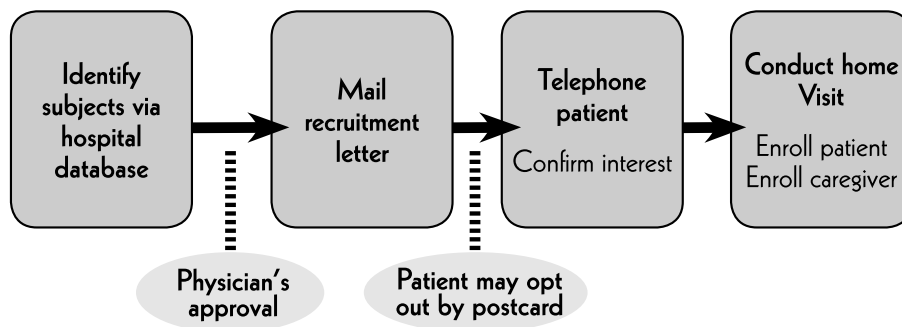 Identify
subjects via
hospital
database
Mail
recruitment
letter
Telephone
patient
Confirm interest
Conduct home
Visit
Enroll patient
Enroll caregiver
Physician's
approval
Patient may opt
out by postcard